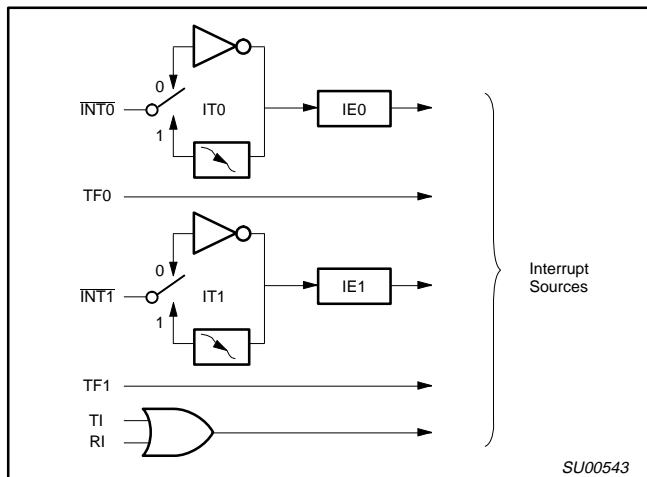 0
INT0
IT0
IE0
1
TF0
0
INT1
IT1
IE1
1
TF1
TI
RI
Interrupt
Sources
SU00543